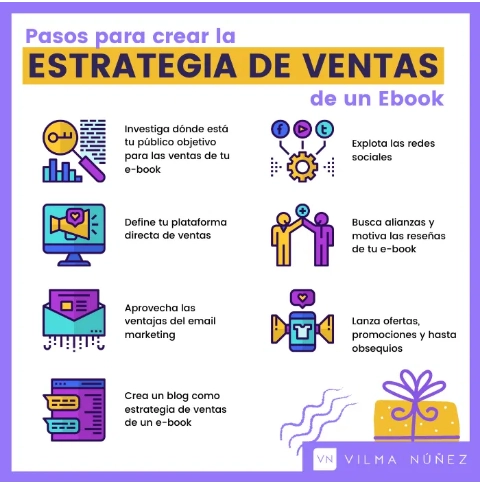 Pasos para crear la
ESTRATEGIA DE VENTAS
de un Ebook
Investiga dónde está
tu público objetivo
para las ventas de tu
e-book
Define tu plataforma
directa de ventas
Aprovecha las
ventajas del email
marketing
Crea un blog como
estrategia de ventas
de un e-book
Explota las redes
sociales
Busca alianzas y
motiva las reseñas
de tu e-book
Lanza ofertas,
promociones y hasta
obsequios
VN VILMA NÚÑEZ